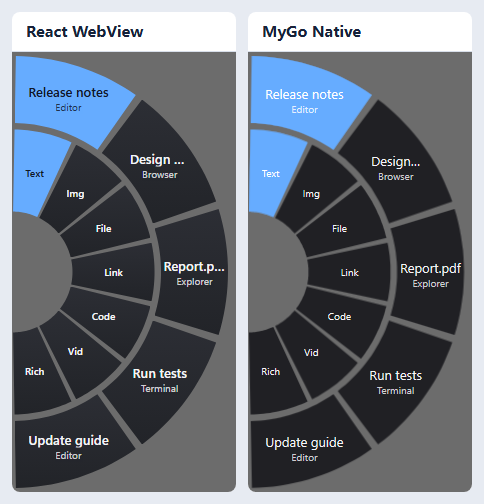 React WebView
Release notes
Editor
Design ...
Browser
Text
Img
File
Link
Code
Vid
Rich
Report.p...
Explorer
Run tests
Terminal
Update guide
Editor
MyGo Native
Release notes
Editor
Design...
Browser
Text
Img
File
Link
Code
Vid
Rich
Report.pdf
Explorer
Run tests
Terminal
Update guide
Editor